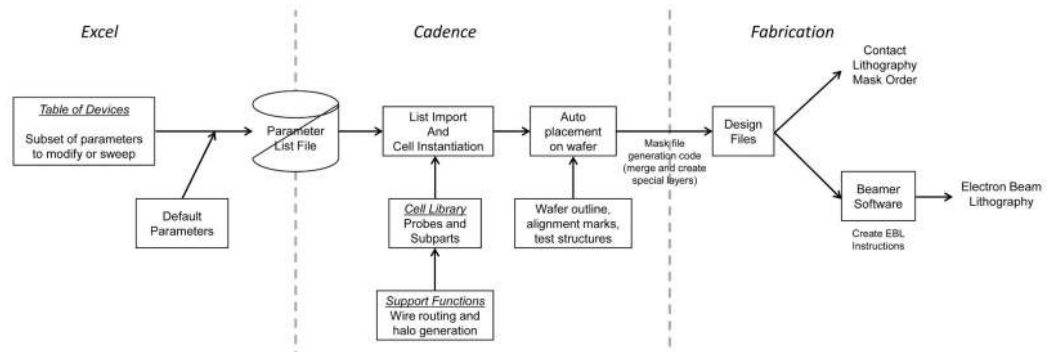 Excel
Cadence
Fabrication
Table of Devices
Subset of parameters
to modify or sweep
Default
Parameters
Parameter
List File
List Import
And
Cell Instantiation
Cell Library
Probes and
Subparts
Support Functions
Wire routing and
halo generation
Auto
placement
on wafer
Wafer outline,
alignment marks,
test structures
Mask file
generation code
(merge and create
special layers)
Design
Files
Contact
Lithography
Mask Order
Beamer
Software
Create EBL
Instructions
Electron Beam
Lithography